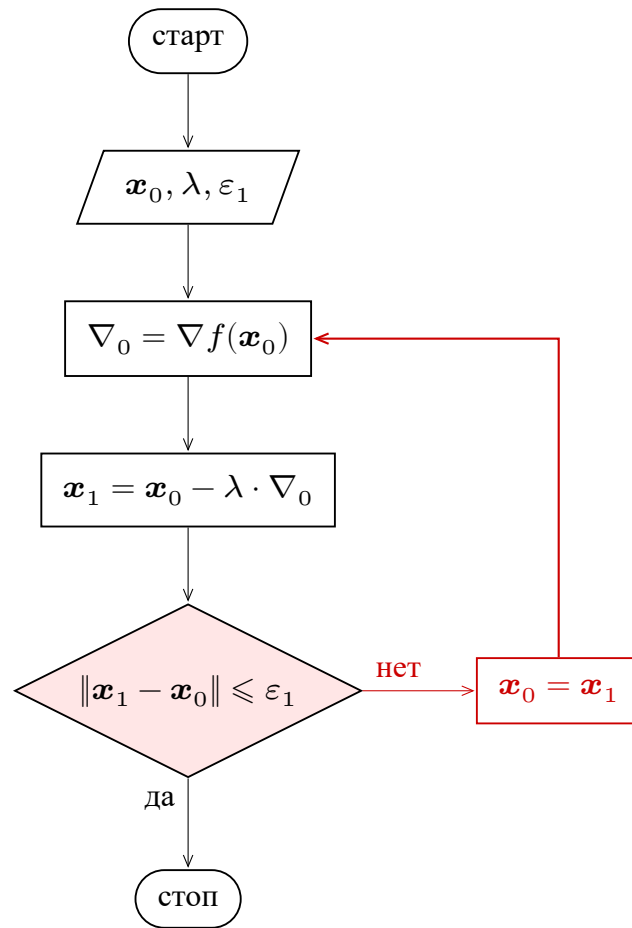 старт
𝒙₀, λ, ε₁
∇₀ = ∇f(𝒙₀)
𝒙₁ = 𝒙₀ − λ · ∇₀
‖𝒙₁ − 𝒙₀‖ ⩽ ε₁
нет
𝒙₀ = 𝒙₁
да
стоп